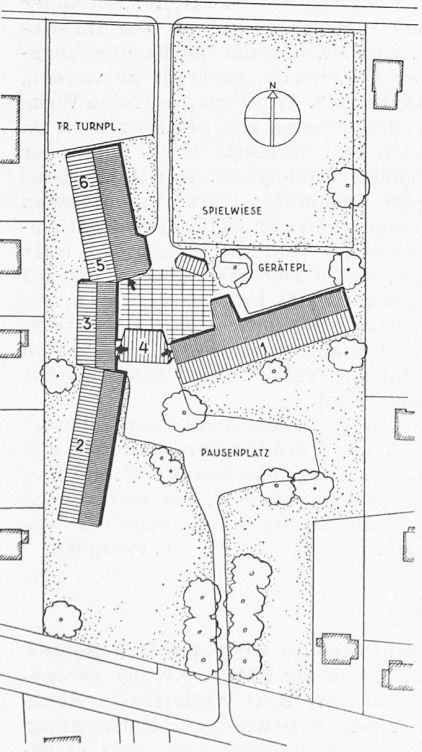 N
TR. TURNPL.
6
SPIELWIESE
5
GERÄTEPL.
3
4
1
2
PAUSENPLATZ